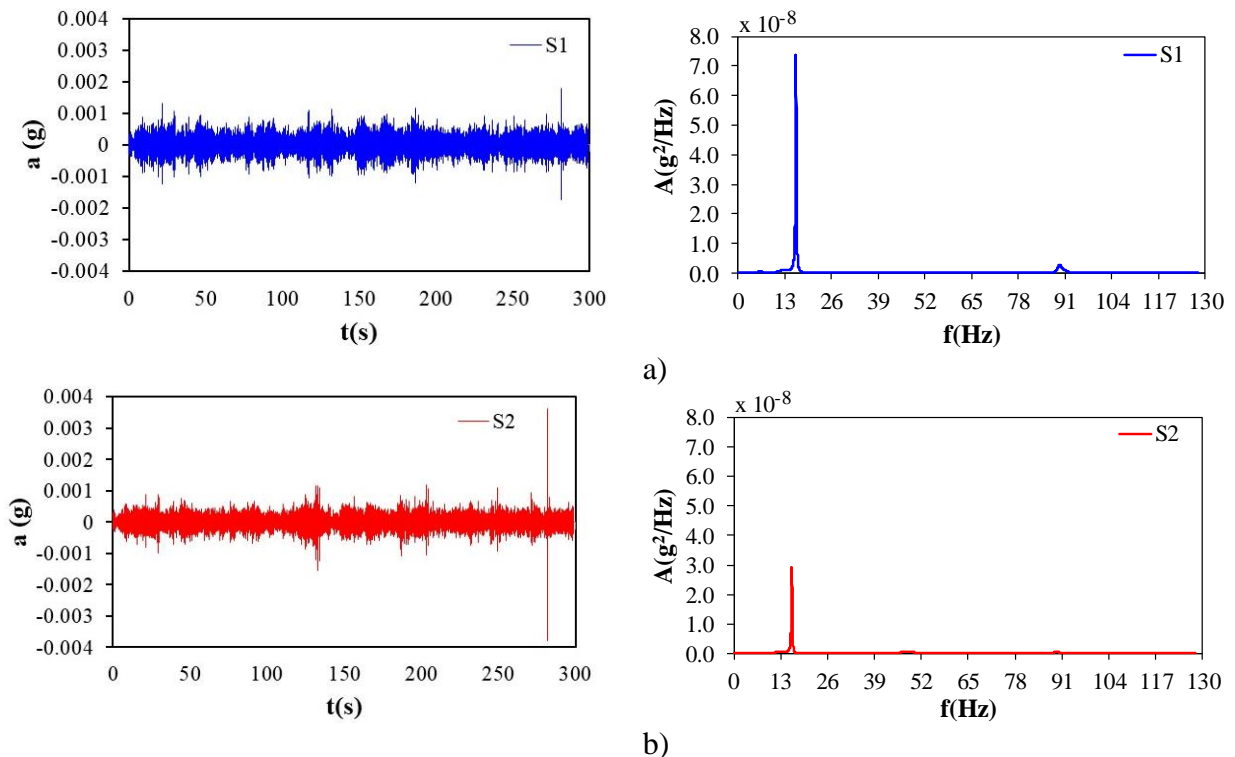 0.004
0.003
0.002
0.001
0
-0.001
-0.002
-0.003
-0.004
a (g)
S1
0 50 100 150 200 250 300
t(s)
x 10-8
8.0
7.0
6.0
5.0
4.0
3.0
2.0
1.0
0.0
A(g²/Hz)
S1
0 13 26 39 52 65 78 91 104 117 130
f(Hz)
a)
0.004
0.003
0.002
0.001
0
-0.001
-0.002
-0.003
-0.004
a (g)
S2
0 50 100 150 200 250 300
t(s)
x 10-8
8.0
7.0
6.0
5.0
4.0
3.0
2.0
1.0
0.0
A(g²/Hz)
S2
0 13 26 39 52 65 78 91 104 117 130
f(Hz)
b)